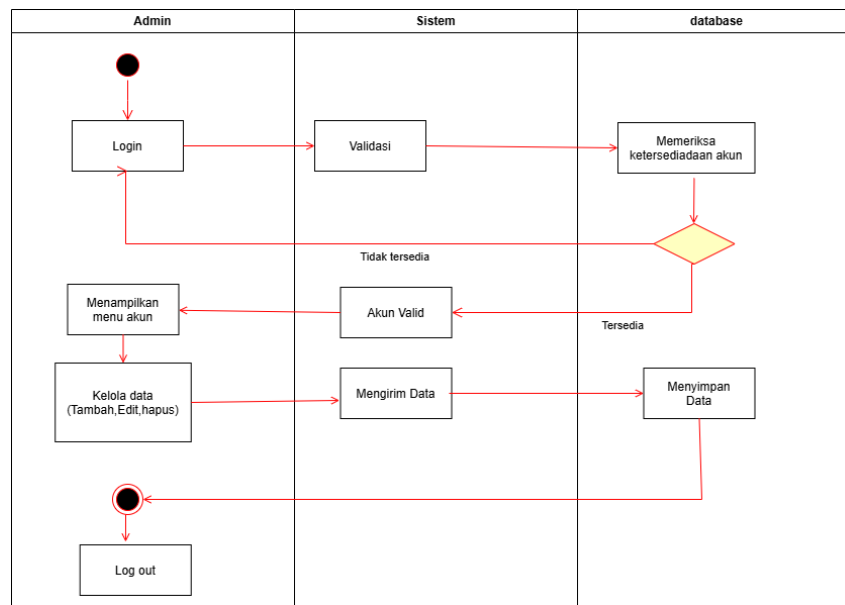 Admin
Sistem
database
Login
Validasi
Memeriksa
ketersediadaan akun
Tidak tersedia
Menampilkan
menu akun
Akun Valid
Tersedia
Kelola data
(Tambah,Edit,hapus)
Mengirim Data
Menyimpan
Data
Log out